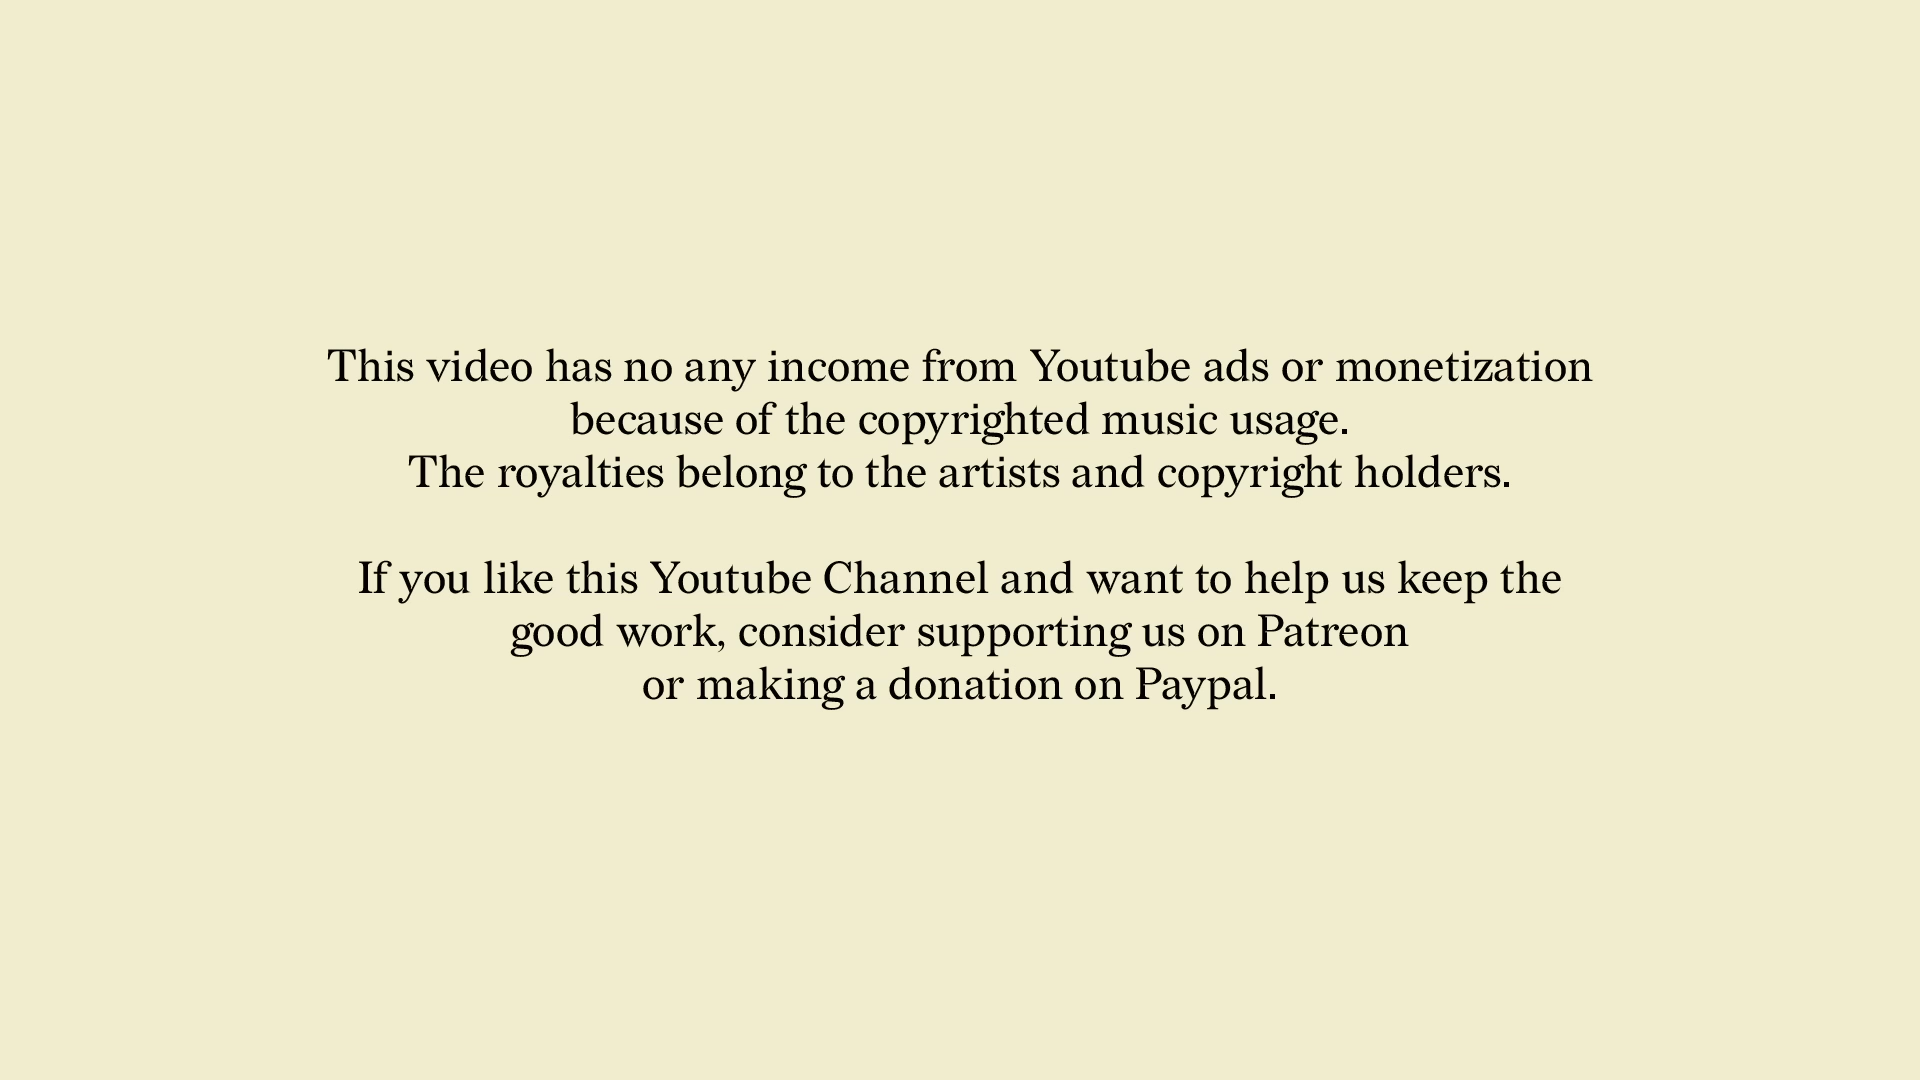 This video has no any income from Youtube ads or monetization
because of the copyrighted music usage.
The royalties belong to the artists and copyright holders.
If you like this Youtube Channel and want to help us keep the
good work, consider supporting us on Patreon
or making a donation on Paypal.